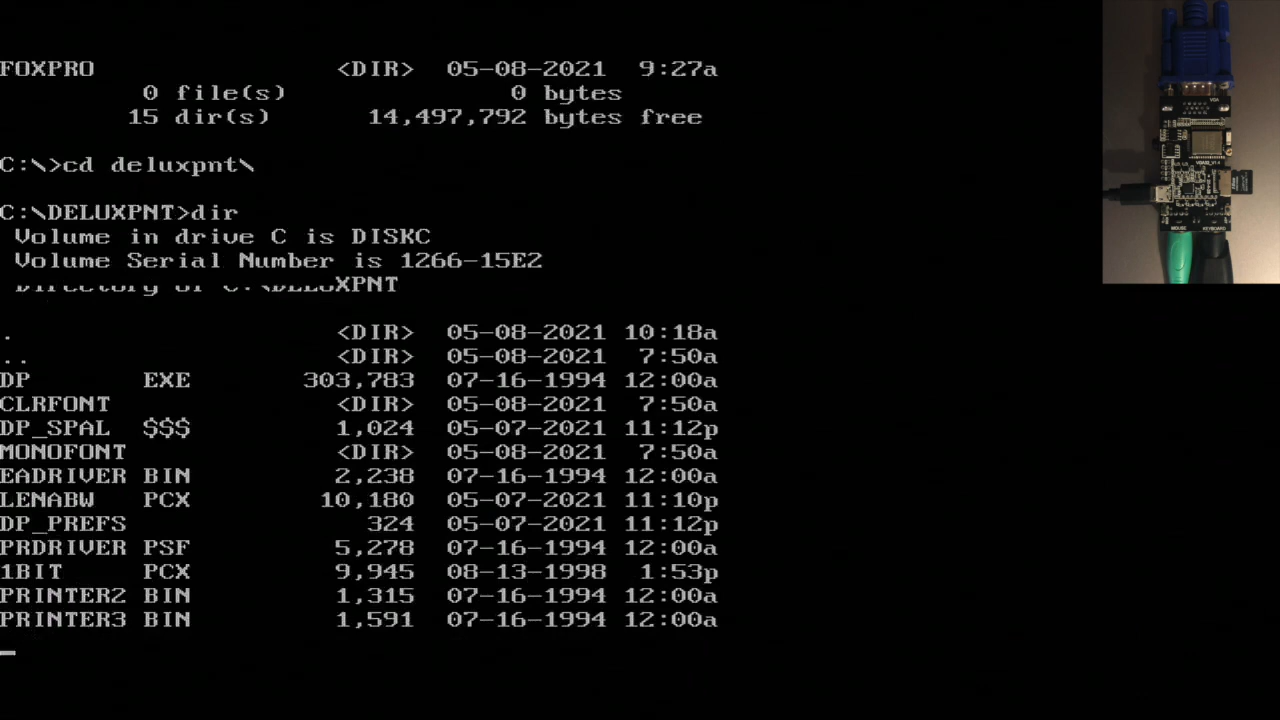 FOXPRO <DIR> 05-08-2021 9:27a
0 file(s) 0 bytes
15 dir(s) 14,497,792 bytes free
C:\>cd deluxpnt\
C:\DELUXPNT>dir
Volume in drive C is DISKC
Volume Serial Number is 1266-15E2
Directory of C:\DELUXPNT
. <DIR> 05-08-2021 10:18a
.. <DIR> 05-08-2021 7:50a
DP EXE 303,783 07-16-1994 12:00a
CLRFONT <DIR> 05-08-2021 7:50a
DP_SPAL $$$ 1,024 05-07-2021 11:12p
MONOFONT <DIR> 05-08-2021 7:50a
EADRIVER BIN 2,238 07-16-1994 12:00a
LENABW PCX 10,180 05-07-2021 11:10p
DP_PREFS 324 05-07-2021 11:12p
PRDRIVER PSF 5,278 07-16-1994 12:00a
1BIT PCX 9,945 08-13-1998 1:53p
PRINTER2 BIN 1,315 07-16-1994 12:00a
PRINTER3 BIN 1,591 07-16-1994 12:00a
VGA
MOUSE KEYBOARD